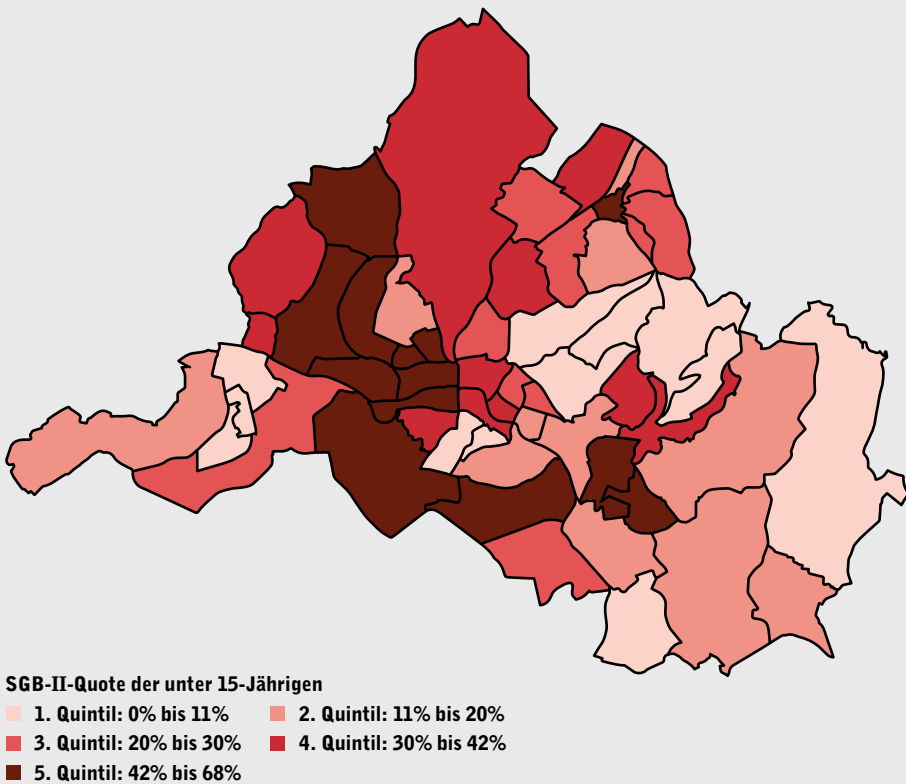 SGB-II-Quote der unter 15-Jährigen
1. Quintil: 0% bis 11% 2. Quintil: 11% bis 20%
3. Quintil: 20% bis 30% 4. Quintil: 30% bis 42%
5. Quintil: 42% bis 68%